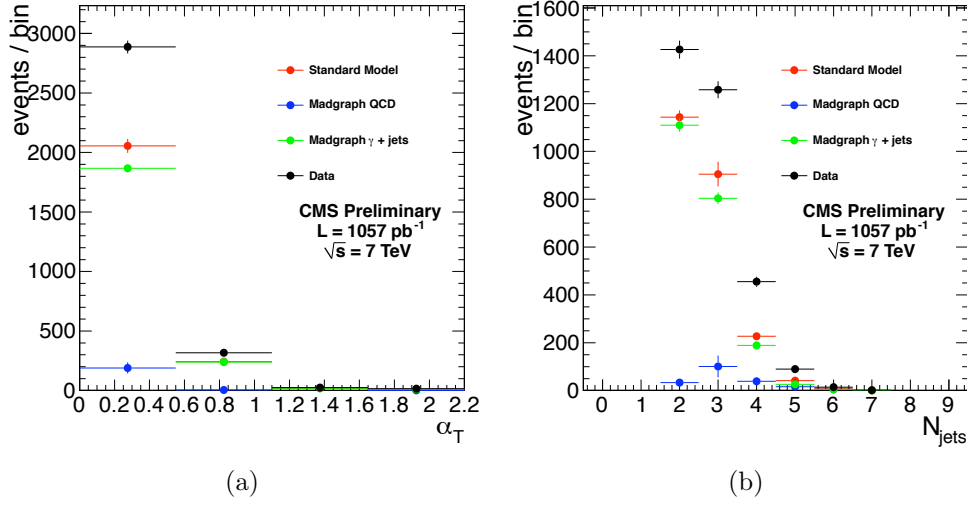 events / bin
3000
2500
2000
1500
1000
500
0
Standard Model
Madgraph QCD
Madgraph γ + jets
Data
CMS Preliminary
L = 1057 pb⁻¹
√s = 7 TeV
0 0.2 0.4 0.6 0.8 1 1.2 1.4 1.6 1.8 2 2.2
α_T
(a)
events / bin
1600
1400
1200
1000
800
600
400
200
0
Standard Model
Madgraph QCD
Madgraph γ + jets
Data
CMS Preliminary
L = 1057 pb⁻¹
√s = 7 TeV
0 1 2 3 4 5 6 7 8 9
N_jets
(b)